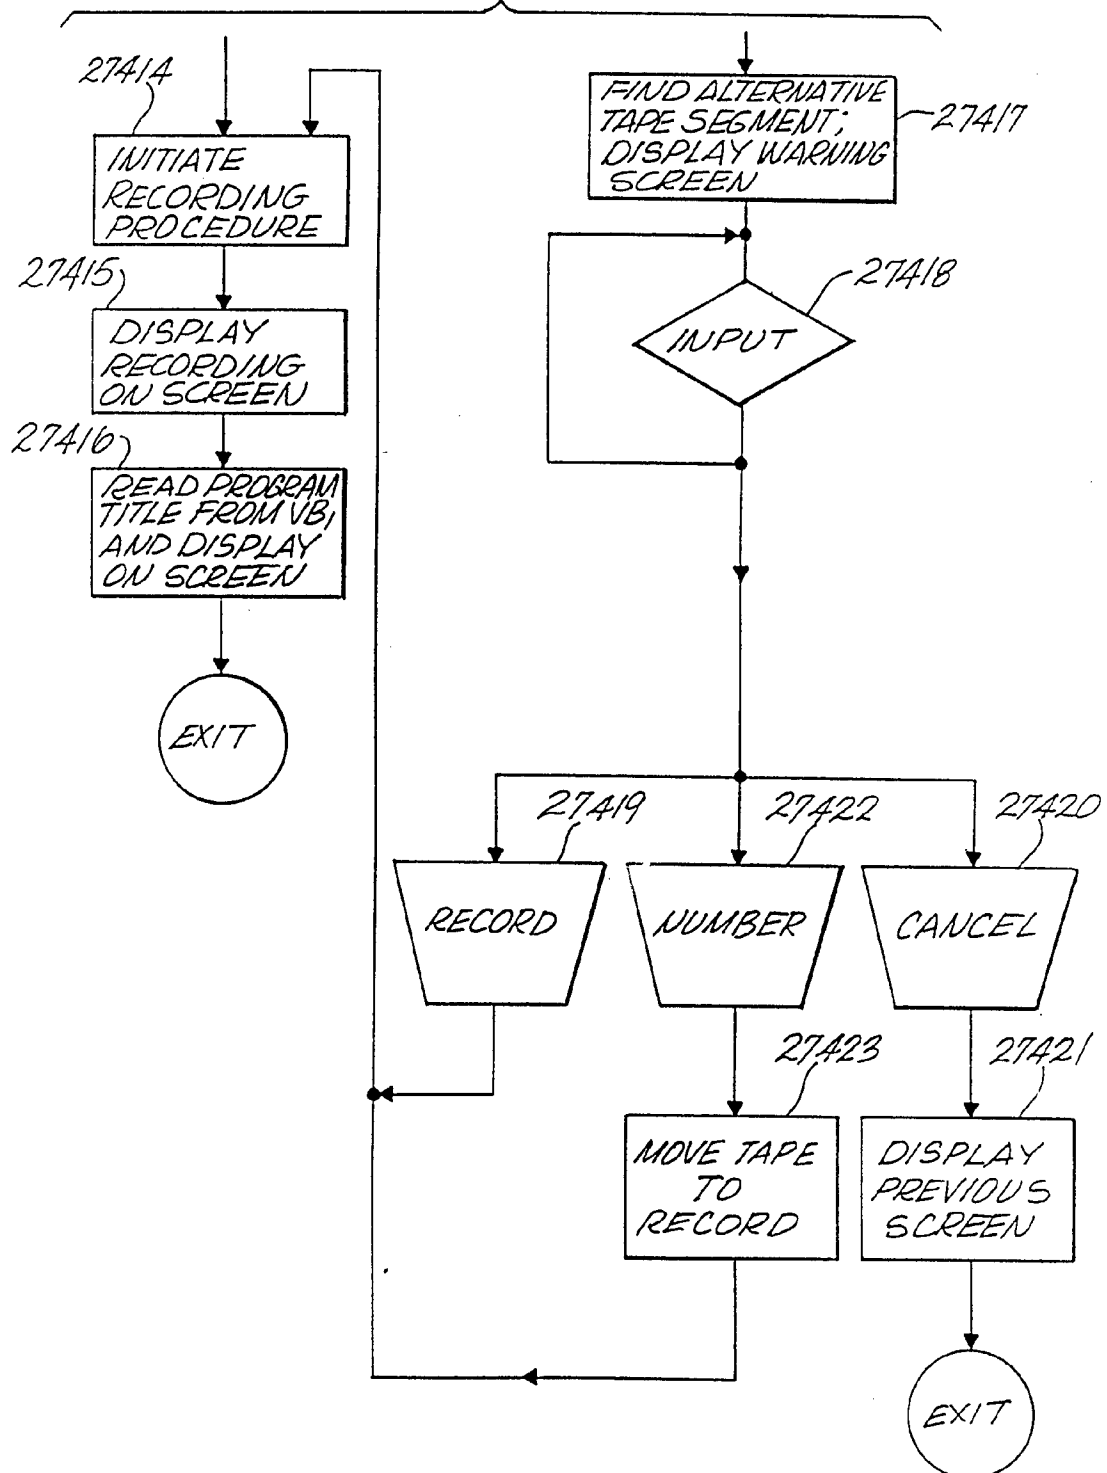 27414
INITIATE
RECORDING
PROCEDURE
27415
DISPLAY
RECORDING
ON SCREEN
27416
READ PROGRAM
TITLE FROM VB,
AND DISPLAY
ON SCREEN
EXIT
FIND ALTERNATIVE
TAPE SEGMENT;
DISPLAY WARNING
SCREEN
27417
27418
INPUT
27419
RECORD
27422
NUMBER
27420
CANCEL
27423
MOVE TAPE
TO
RECORD
27421
DISPLAY
PREVIOUS
SCREEN
EXIT